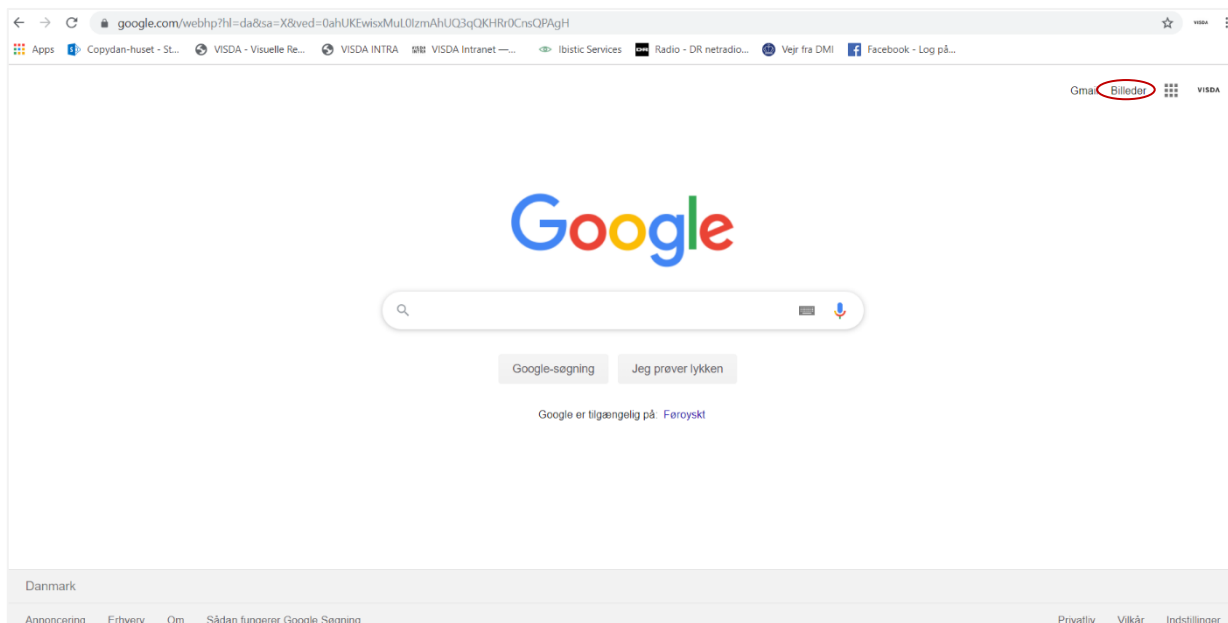 google.com/webhp?hl=da&sa=X&ved=0ahUKEwisxMuL0IzmAhUQ3qQKHRr0CnsQPAgH VISDA
Apps Copydan-huset - St... VISDA - Visuelle Re... VISDA INTRA VISDA Intranet —... Ibistic Services DR Radio - DR netradio... Vejr fra DMI Facebook - Log på...
Gmail Billeder VISDA
Google
Google-søgning Jeg prøver lykken
Google er tilgængelig på: Føroyskt
Danmark
Annoncering Erhverv Om Sådan fungerer Google Søgning Privatliv Vilkår Indstillinger